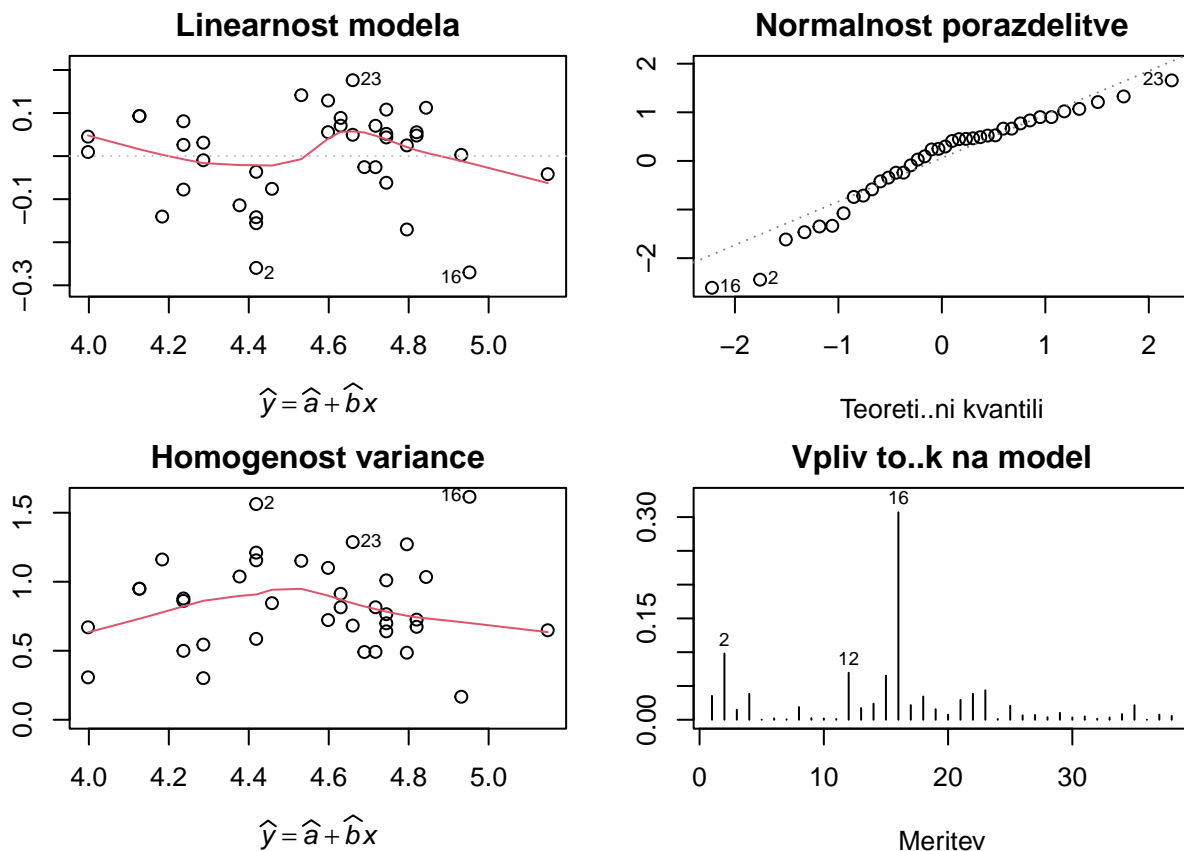 Linearnost modela
0.1
−0.1
−0.3
23
2
16
4.0 4.2 4.4 4.6 4.8 5.0
ŷ = â + b̂x
Normalnost porazdelitve
2
1
0
−2
23
16
2
−2 −1 0 1 2
Teoreti..ni kvantili
Homogenost variance
1.5
1.0
0.5
0.0
2
23
16
4.0 4.2 4.4 4.6 4.8 5.0
ŷ = â + b̂x
Vpliv to..k na model
0.30
0.15
0.00
2
12
16
0 10 20 30
Meritev